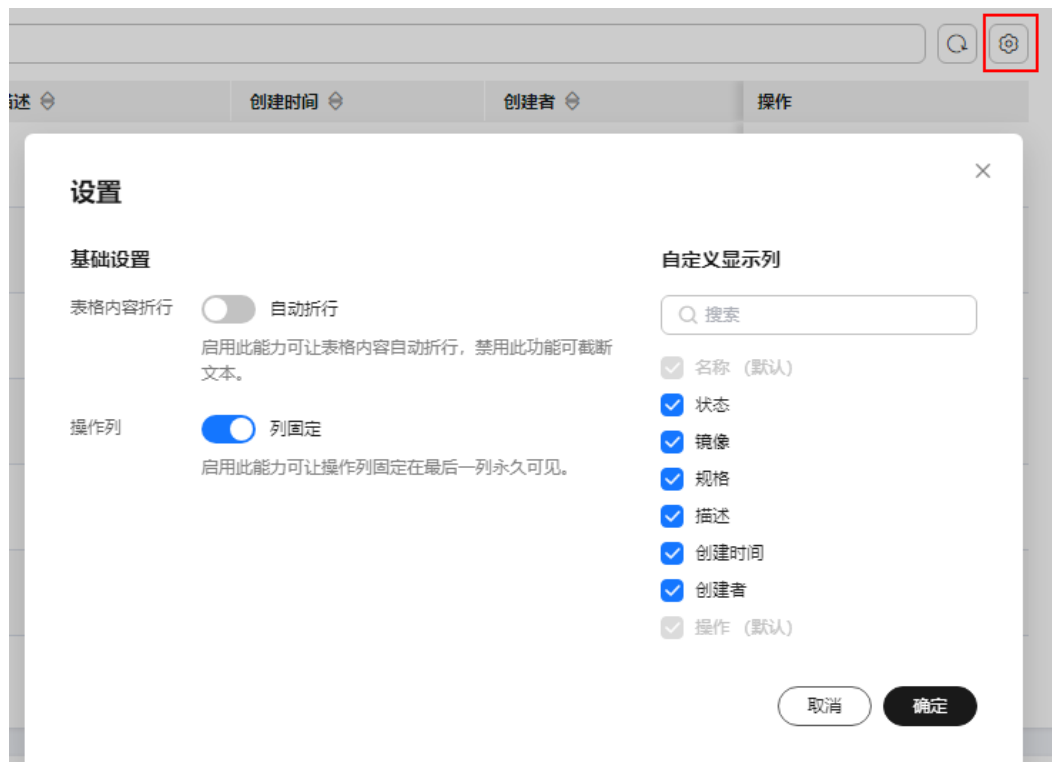 述
创建时间
创建者
操作
设置
基础设置
表格内容折行
自动折行
启用此能力可让表格内容自动折行，禁用此功能可截断
文本。
操作列
列固定
启用此能力可让操作列固定在最后一列永久可见。
自定义显示列
搜索
名称 (默认)
状态
镜像
规格
描述
创建时间
创建者
操作 (默认)
取消
确定